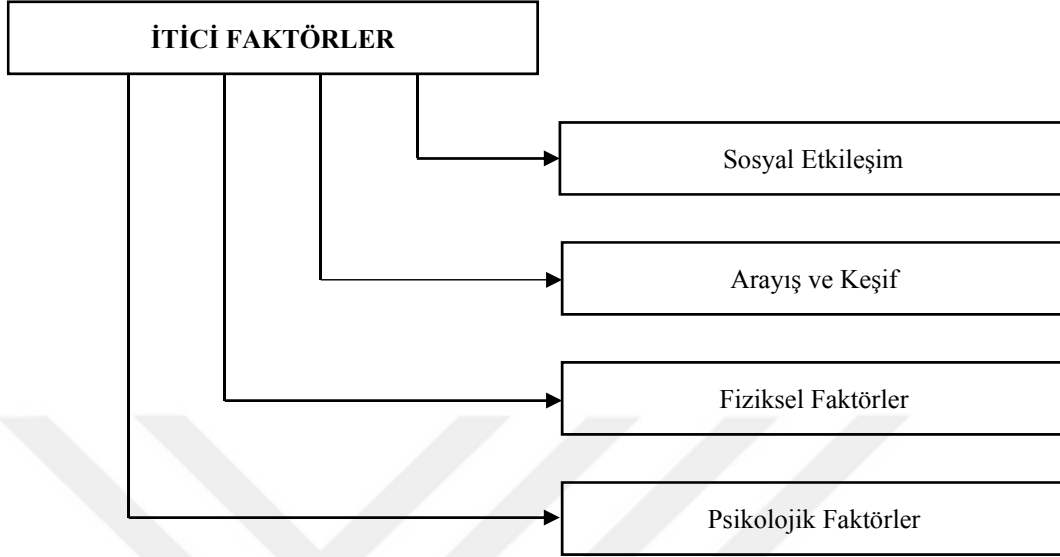 İTİCİ FAKTÖRLER
Sosyal Etkileşim
Arayış ve Keşif
Fiziksel Faktörler
Psikolojik Faktörler